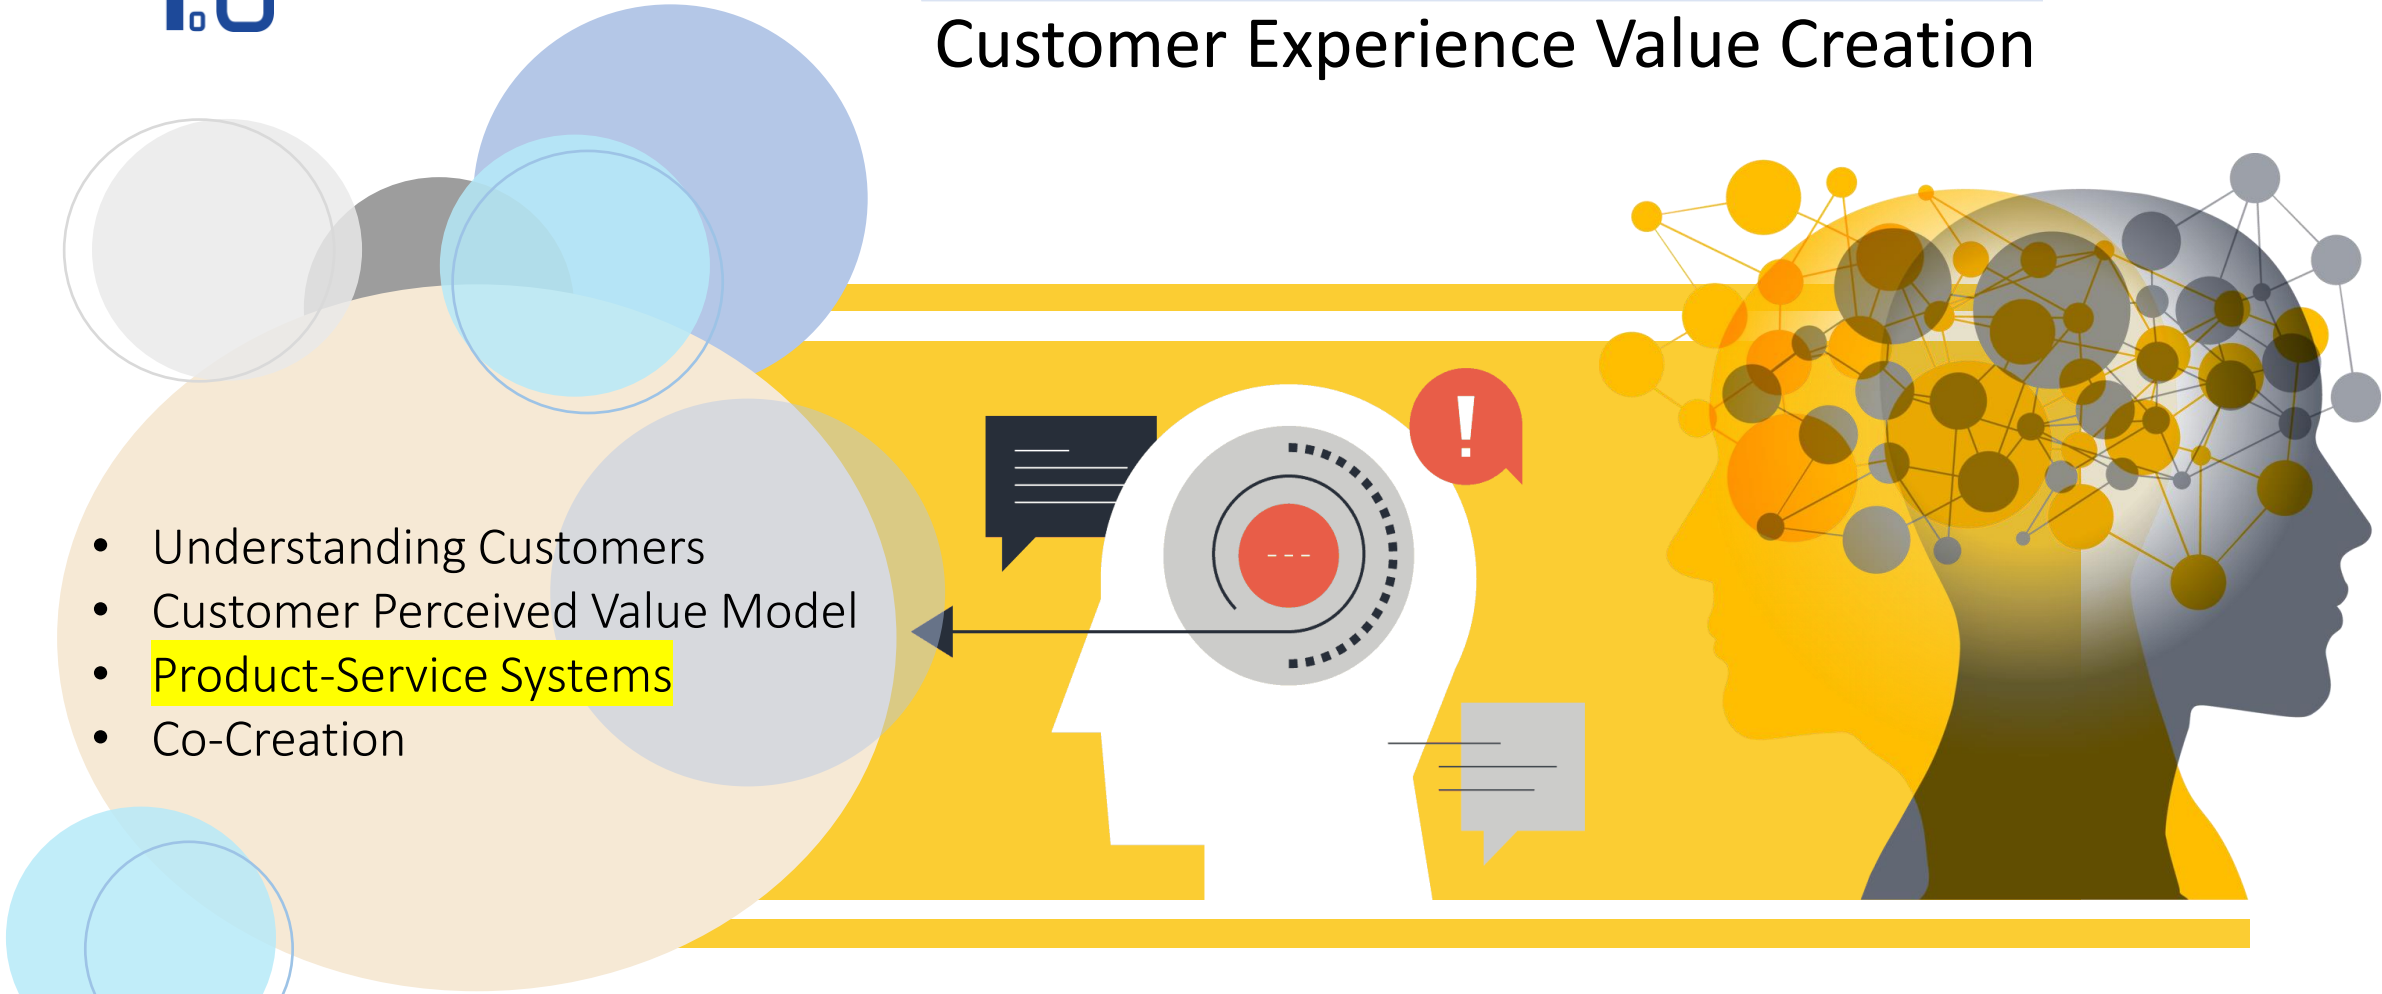 Customer Experience Value Creation
!
• Understanding Customers
• Customer Perceived Value Model
• Product-Service Systems
• Co-Creation